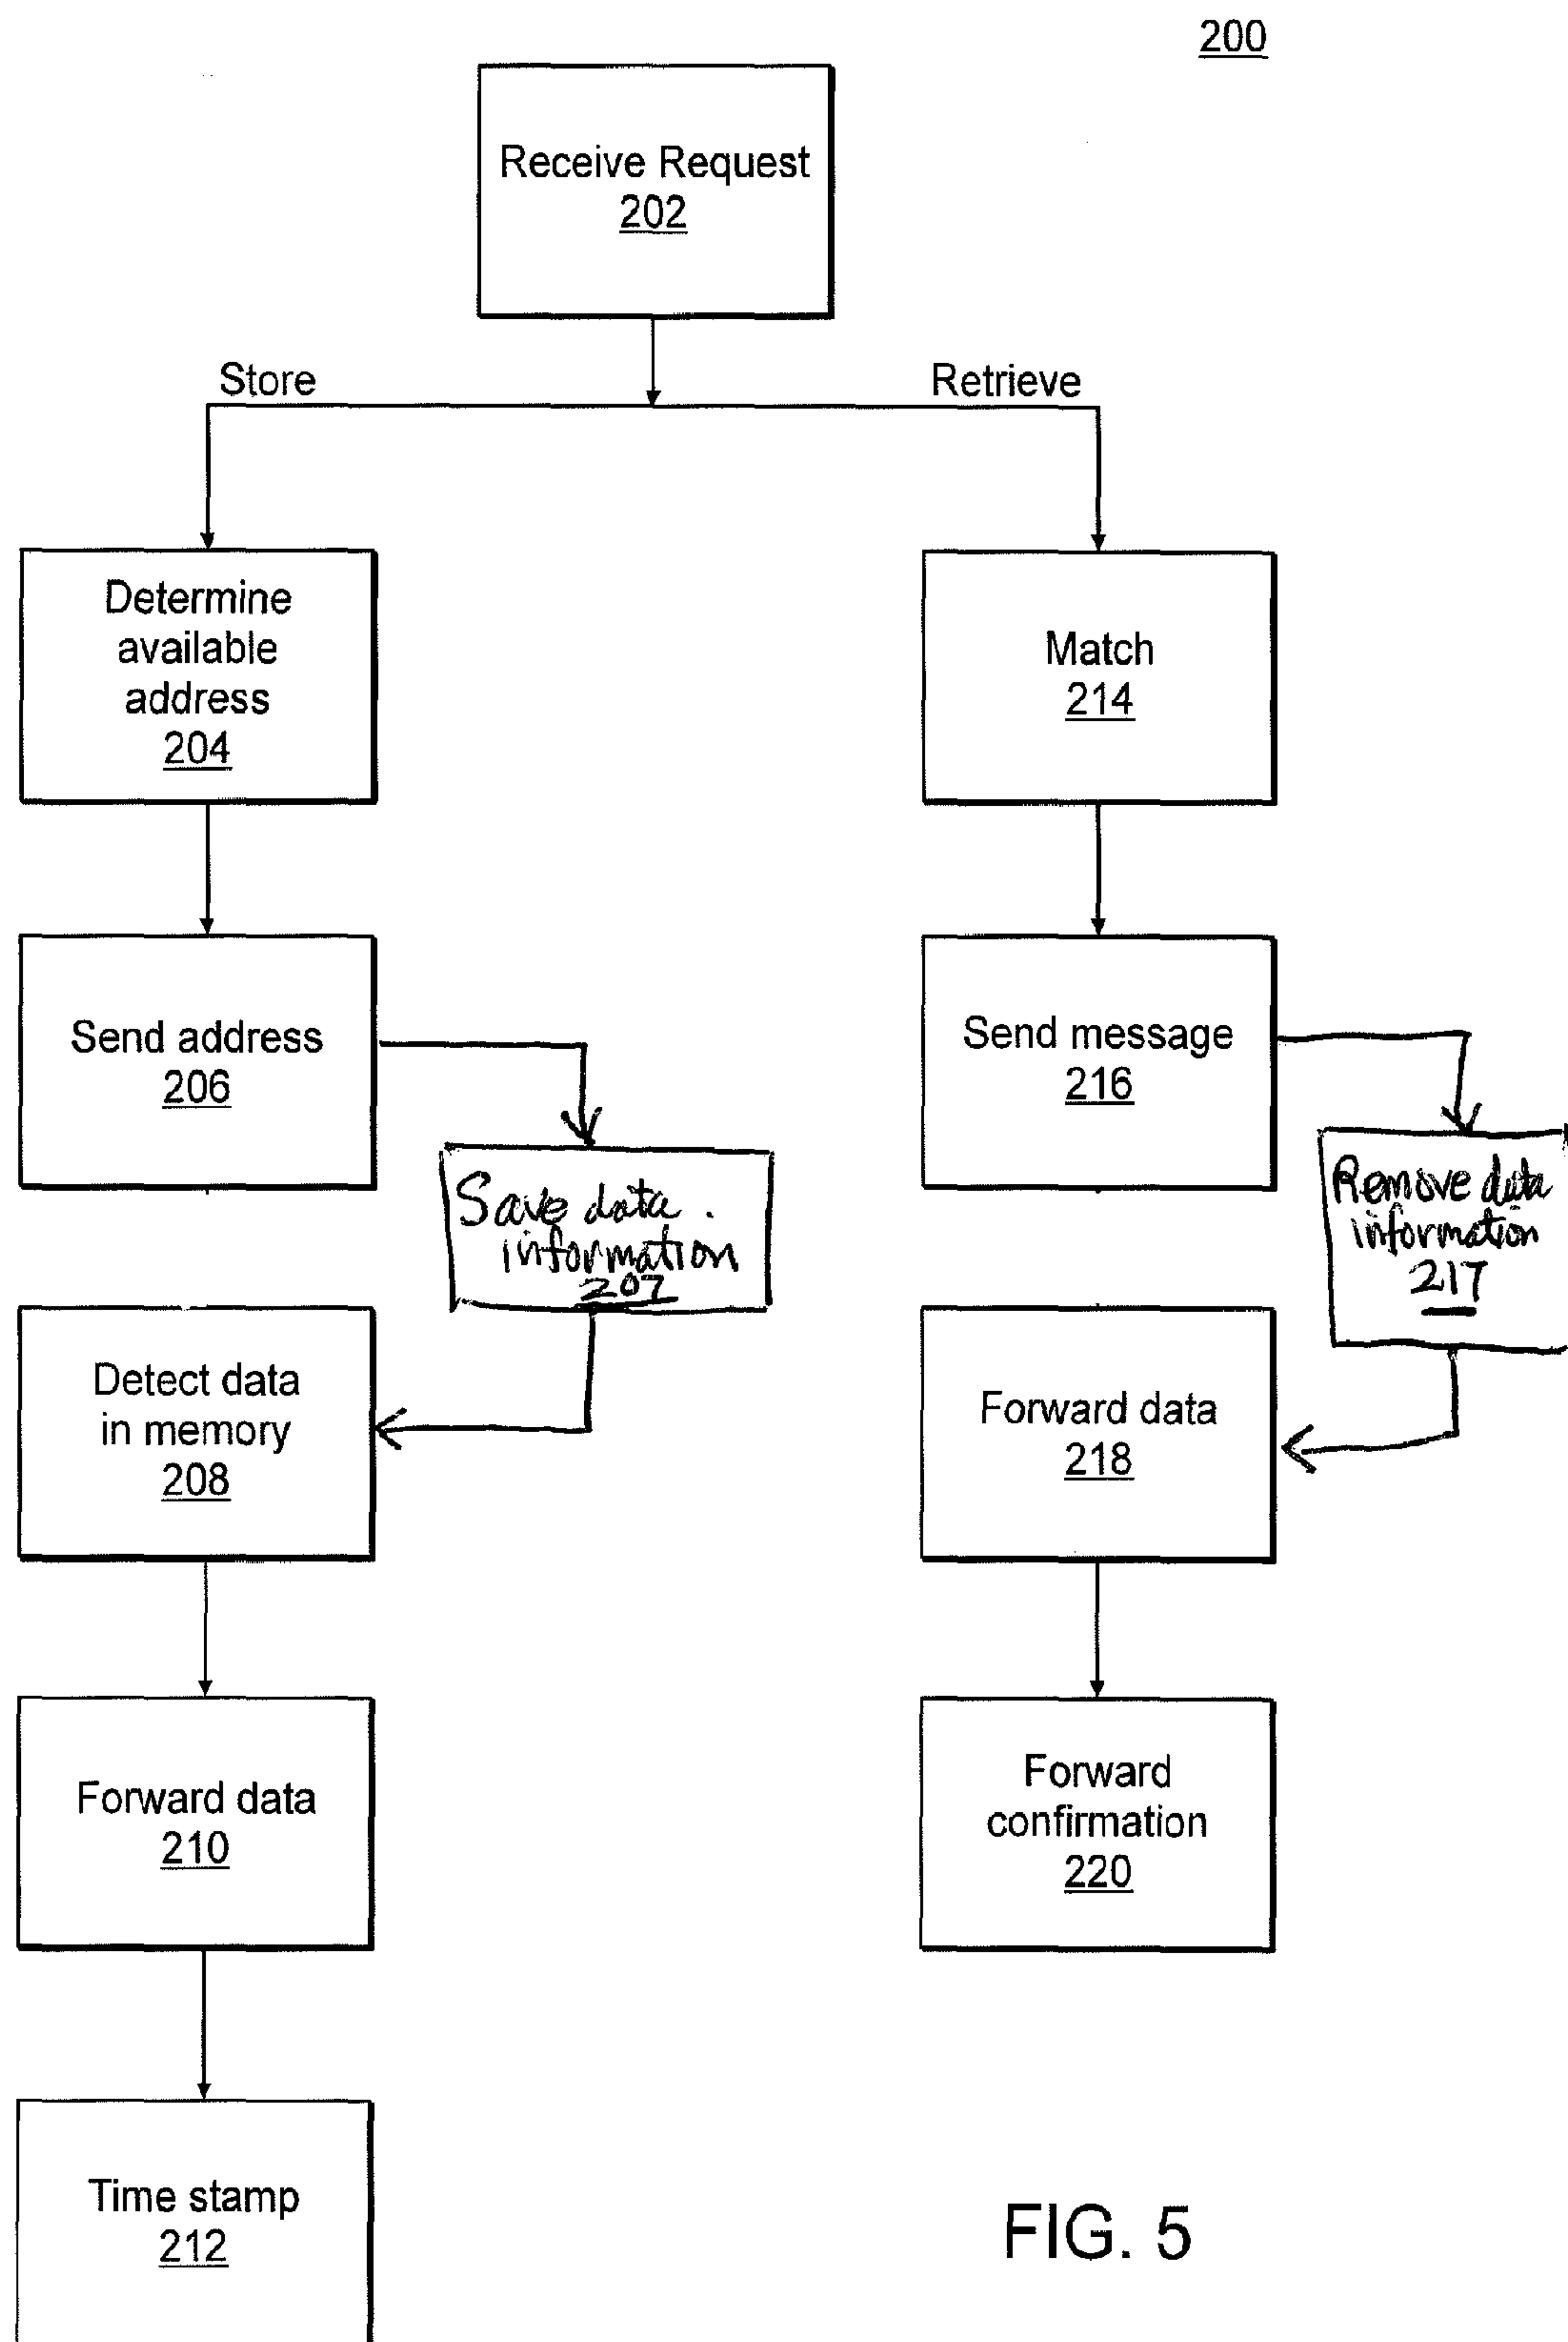 200
Receive Request
202
Store
Retrieve
Determine
available
address
204
Match
214
Send address
206
Send message
216
Save data
information
207
Remove data
information
217
Detect data
in memory
208
Forward data
218
Forward data
210
Forward
confirmation
220
Time stamp
212
FIG. 5